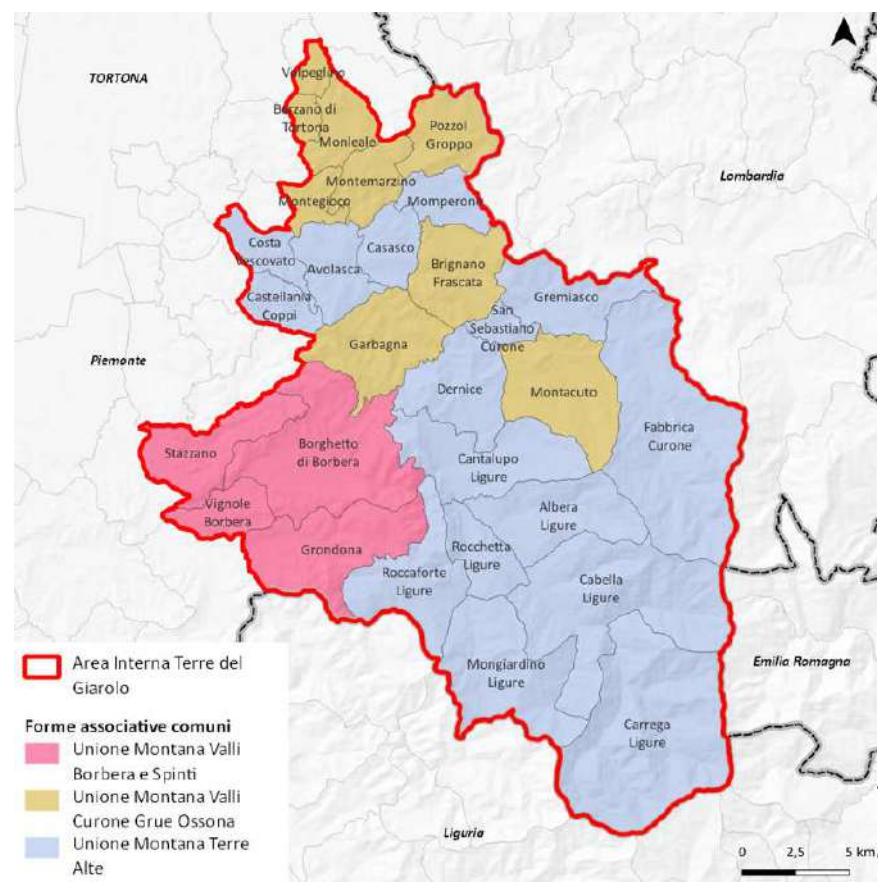 Volpeglino
TORTONA
Berzano di
Tortona
Pozzol
Groppo
Monleale
Lombardia
Montemarzino
Montegioco
Momperone
Costa
Vescovato
Casasco
Avolasca
Brignano
Frascata
Castellania
Coppi
Gremiasco
San
Sebastiano
Curone
Garbagna
Piemonte
Dernice
Montacuto
Fabbrica
Curone
Stazzano
Borghetto
di Borbera
Cantalupo
Ligure
Vignole
Borbera
Albera
Ligure
Grondona
Rocchetta
Ligure
Roccaforte
Ligure
Cabella
Ligure
Mongiardino
Ligure
Emilia Romagna
Carrega
Ligure
Liguria
Area Interna Terre del
Giarolo
Forme associative comuni
Unione Montana Valli
Borbera e Spinti
Unione Montana Valli
Curone Grue Ossona
Unione Montana Terre
Alte
0 2,5 5 km